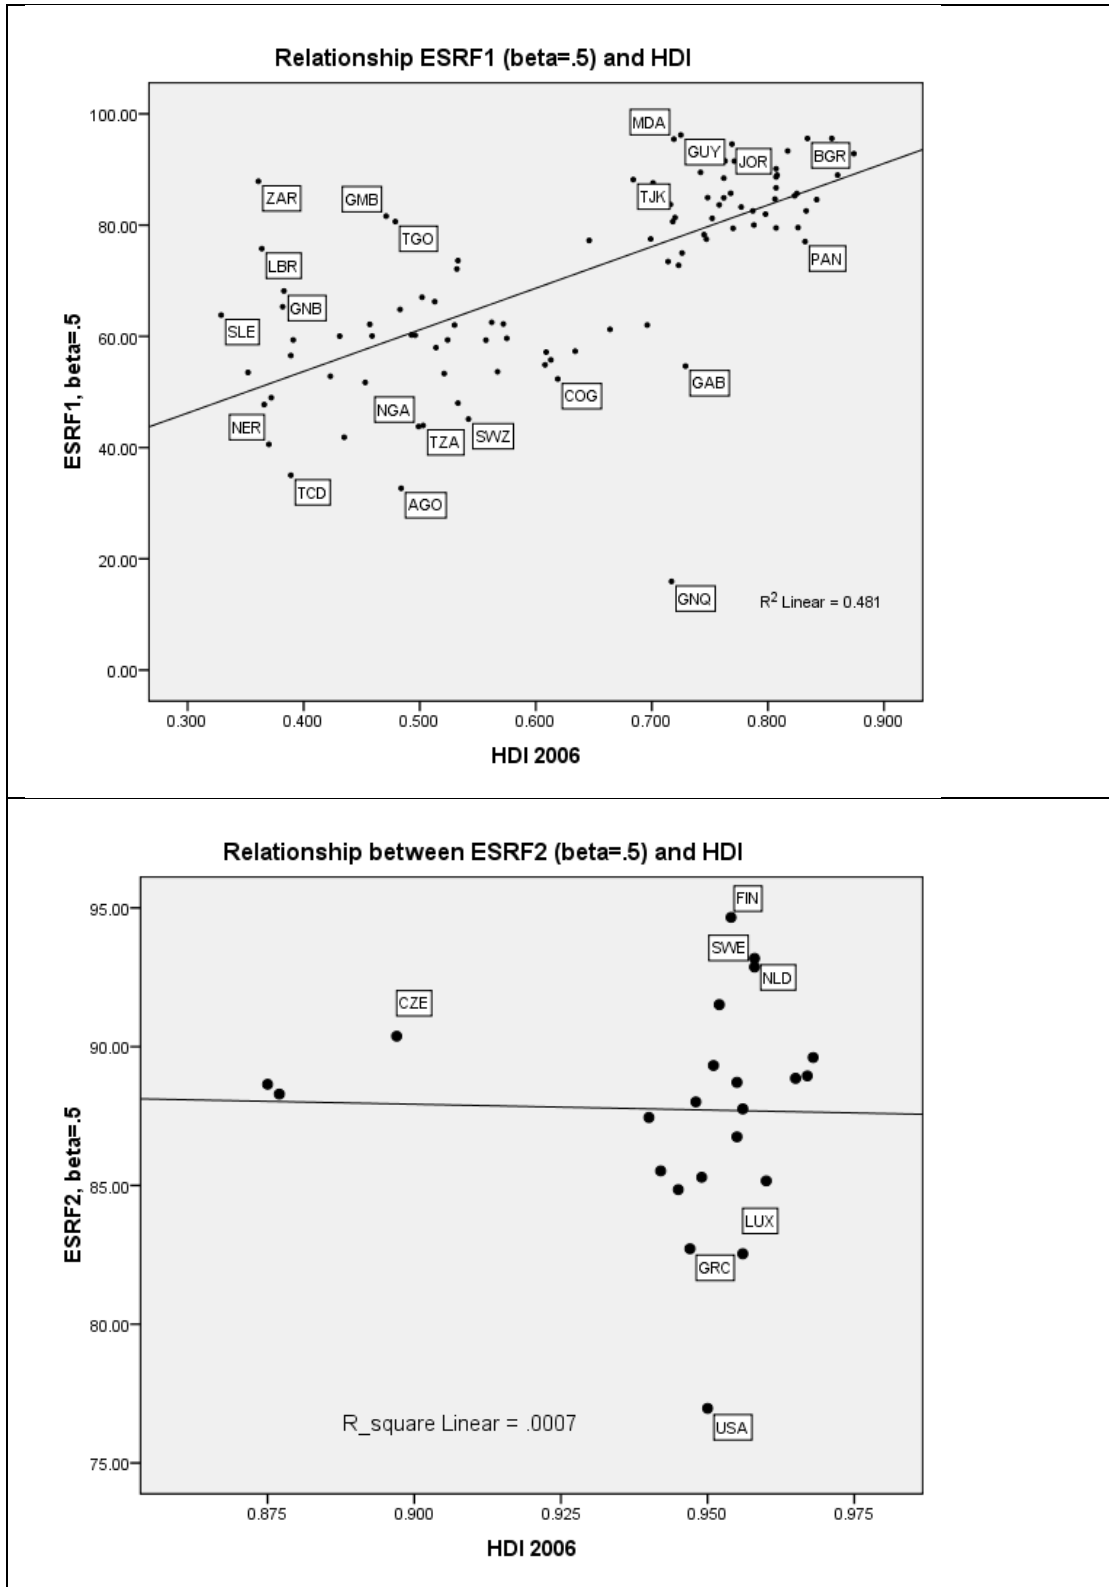 Relationship ESRF1 (beta=.5) and HDI
ESRF1, beta=.5
100.00
80.00
60.00
40.00
20.00
0.00
MDA
GUY
JOR
BGR
ZAR
GMB
TJK
TGO
PAN
LBR
GNB
SLE
GAB
COG
NGA
NER
TZA
SWZ
TCD
AGO
GNQ
R2 Linear = 0.481
0.300 0.400 0.500 0.600 0.700 0.800 0.900
HDI 2006
Relationship between ESRF2 (beta=.5) and HDI
ESRF2, beta=.5
95.00
90.00
85.00
80.00
75.00
FIN
SWE
NLD
CZE
LUX
GRC
USA
R_square Linear = .0007
0.875 0.900 0.925 0.950 0.975
HDI 2006